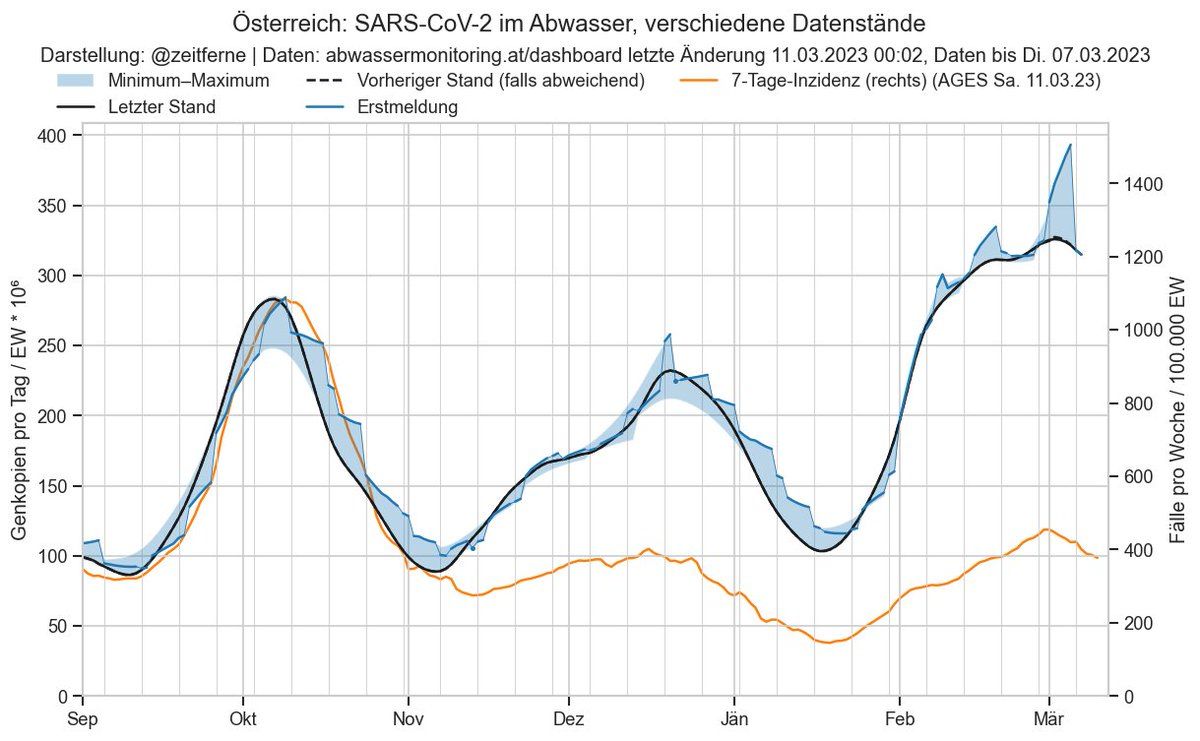 Österreich: SARS-CoV-2 im Abwasser, verschiedene Datenstände
Darstellung: @zeitferne | Daten: abwassermonitoring.at/dashboard letzte Änderung 11.03.2023 00:02, Daten bis Di. 07.03.2023
Minimum–Maximum
Vorheriger Stand (falls abweichend)
7-Tage-Inzidenz (rechts) (AGES Sa. 11.03.23)
Letzter Stand
Erstmeldung
Genkopien pro Tag / EW * 10⁶
400
350
300
250
200
150
100
50
0
1400
1200
1000
800
600
400
200
0
Fälle pro Woche / 100.000 EW
Sep
Okt
Nov
Dez
Jän
Feb
Mär